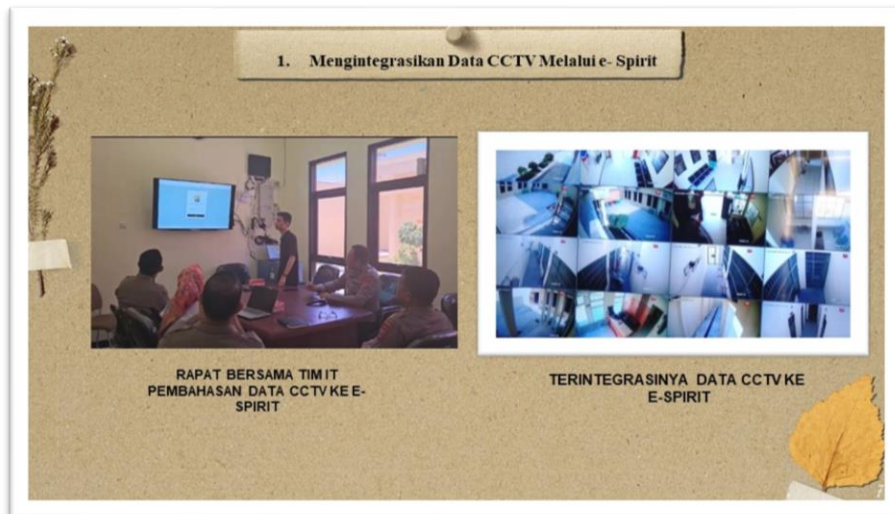 1. Mengintegrasikan Data CCTV Melalui e- Spirit
RAPAT BERSAMA TIM IT
PEMBAHASAN DATA CCTV KE E-
SPIRIT
TERINTEGRASINYA DATA CCTV KE
E-SPIRIT